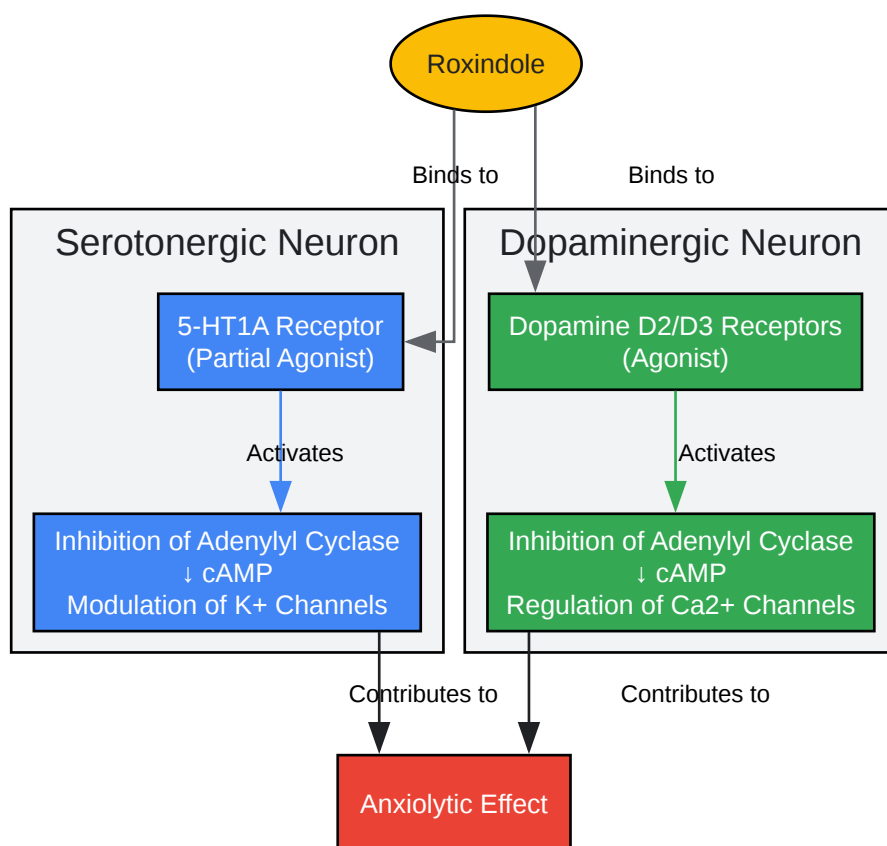 Roxindole
Binds to
Binds to
Serotonergic Neuron
Dopaminergic Neuron
5-HT1A Receptor
(Partial Agonist)
Dopamine D2/D3 Receptors
(Agonist)
Activates
Activates
Inhibition of Adenylyl Cyclase
↓ cAMP
Modulation of K+ Channels
Inhibition of Adenylyl Cyclase
↓ cAMP
Regulation of Ca2+ Channels
Contributes to
Contributes to
Anxiolytic Effect